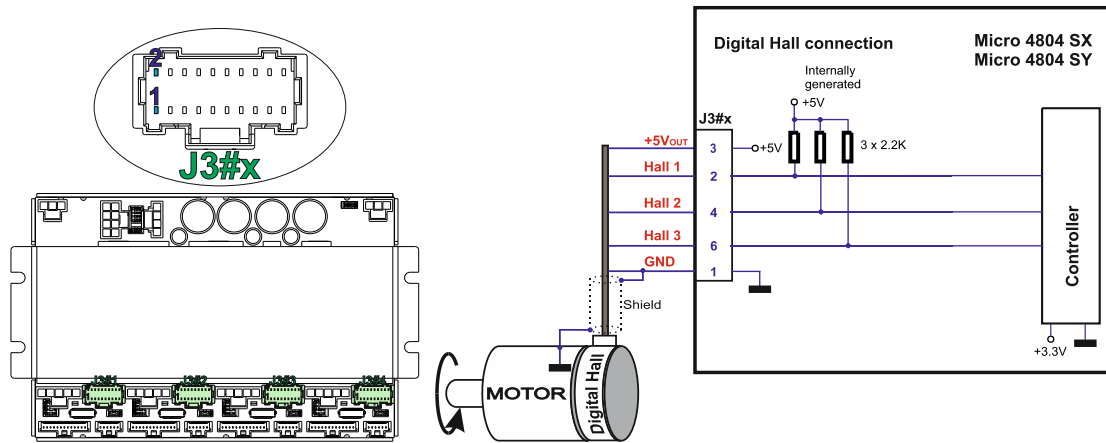 2
1
J3#x
J3#1
J3#2
J3#3
J3#4
Digital Hall connection
Micro 4804 SX
Micro 4804 SY
Internally
generated
+5V
J3#x
+5VOUT
3
+5V
3 x 2.2K
Hall 1
2
Hall 2
4
Hall 3
6
GND
1
Shield
Controller
+3.3V
MOTOR
Digital Hall